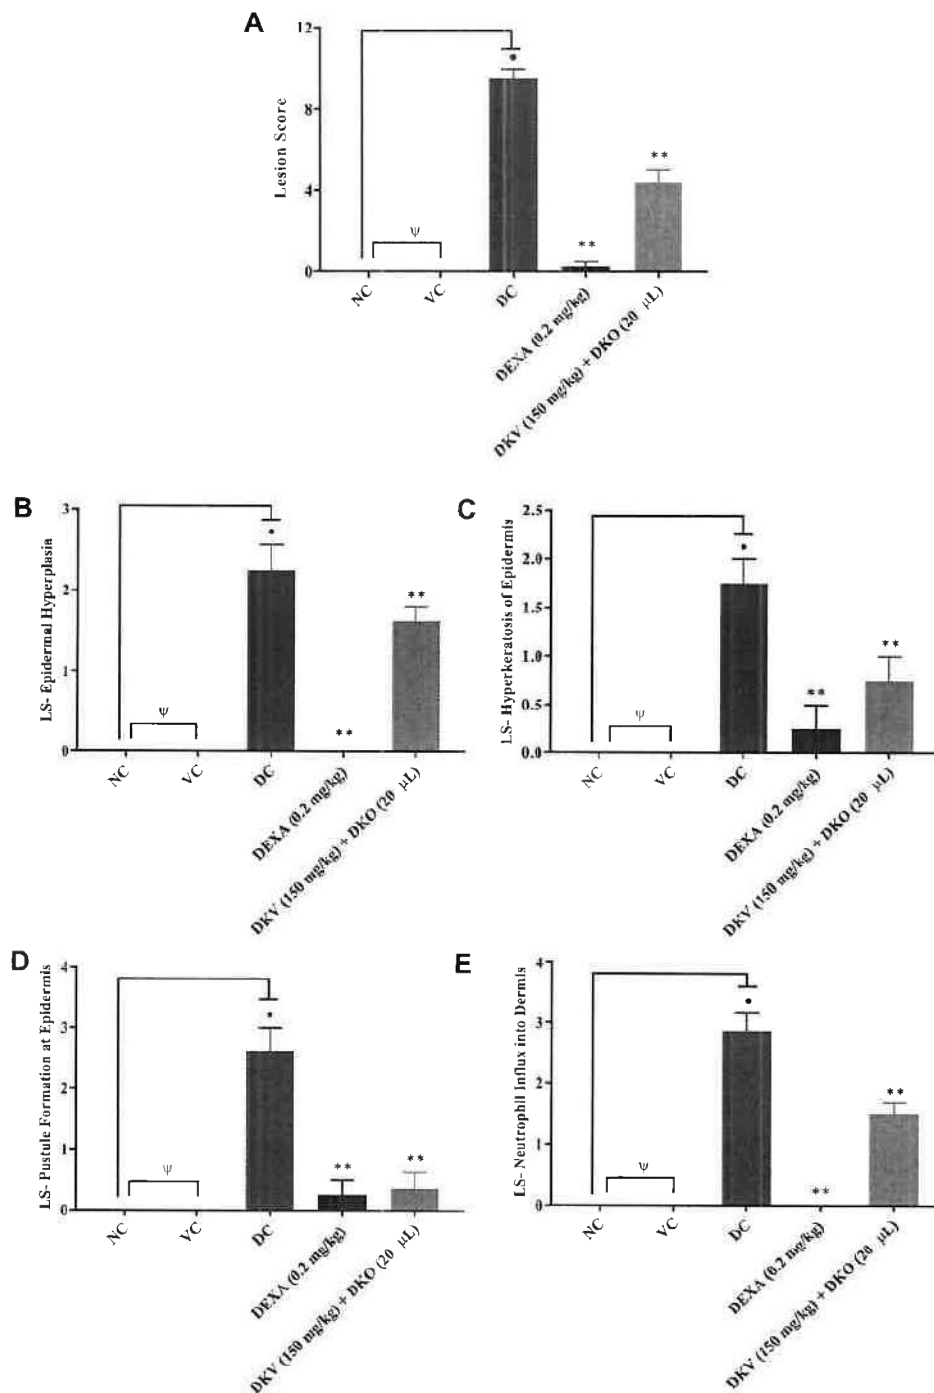 A
Lesion Score
12
8
4
0
*
**
**
ψ
NC
VC
DC
DEXA (0.2 mg/kg)
DKV (150 mg/kg) + DKO (20 µL)
B
LS- Epidermal Hyperplasia
3
2
1
0
*
**
**
ψ
NC
VC
DC
DEXA (0.2 mg/kg)
DKV (150 mg/kg) + DKO (20 µL)
C
LS- Hyperkeratosis of Epidermis
2.5
2.0
1.5
1.0
0.5
0.0
*
**
**
ψ
NC
VC
DC
DEXA (0.2 mg/kg)
DKV (150 mg/kg) + DKO (20 µL)
D
LS- Pustule Formation at Epidermis
4
3
2
1
0
*
**
**
ψ
NC
VC
DC
DEXA (0.2 mg/kg)
DKV (150 mg/kg) + DKO (20 µL)
E
LS- Neutrophil Influx into Dermis
4
3
2
1
0
*
**
**
ψ
NC
VC
DC
DEXA (0.2 mg/kg)
DKV (150 mg/kg) + DKO (20 µL)